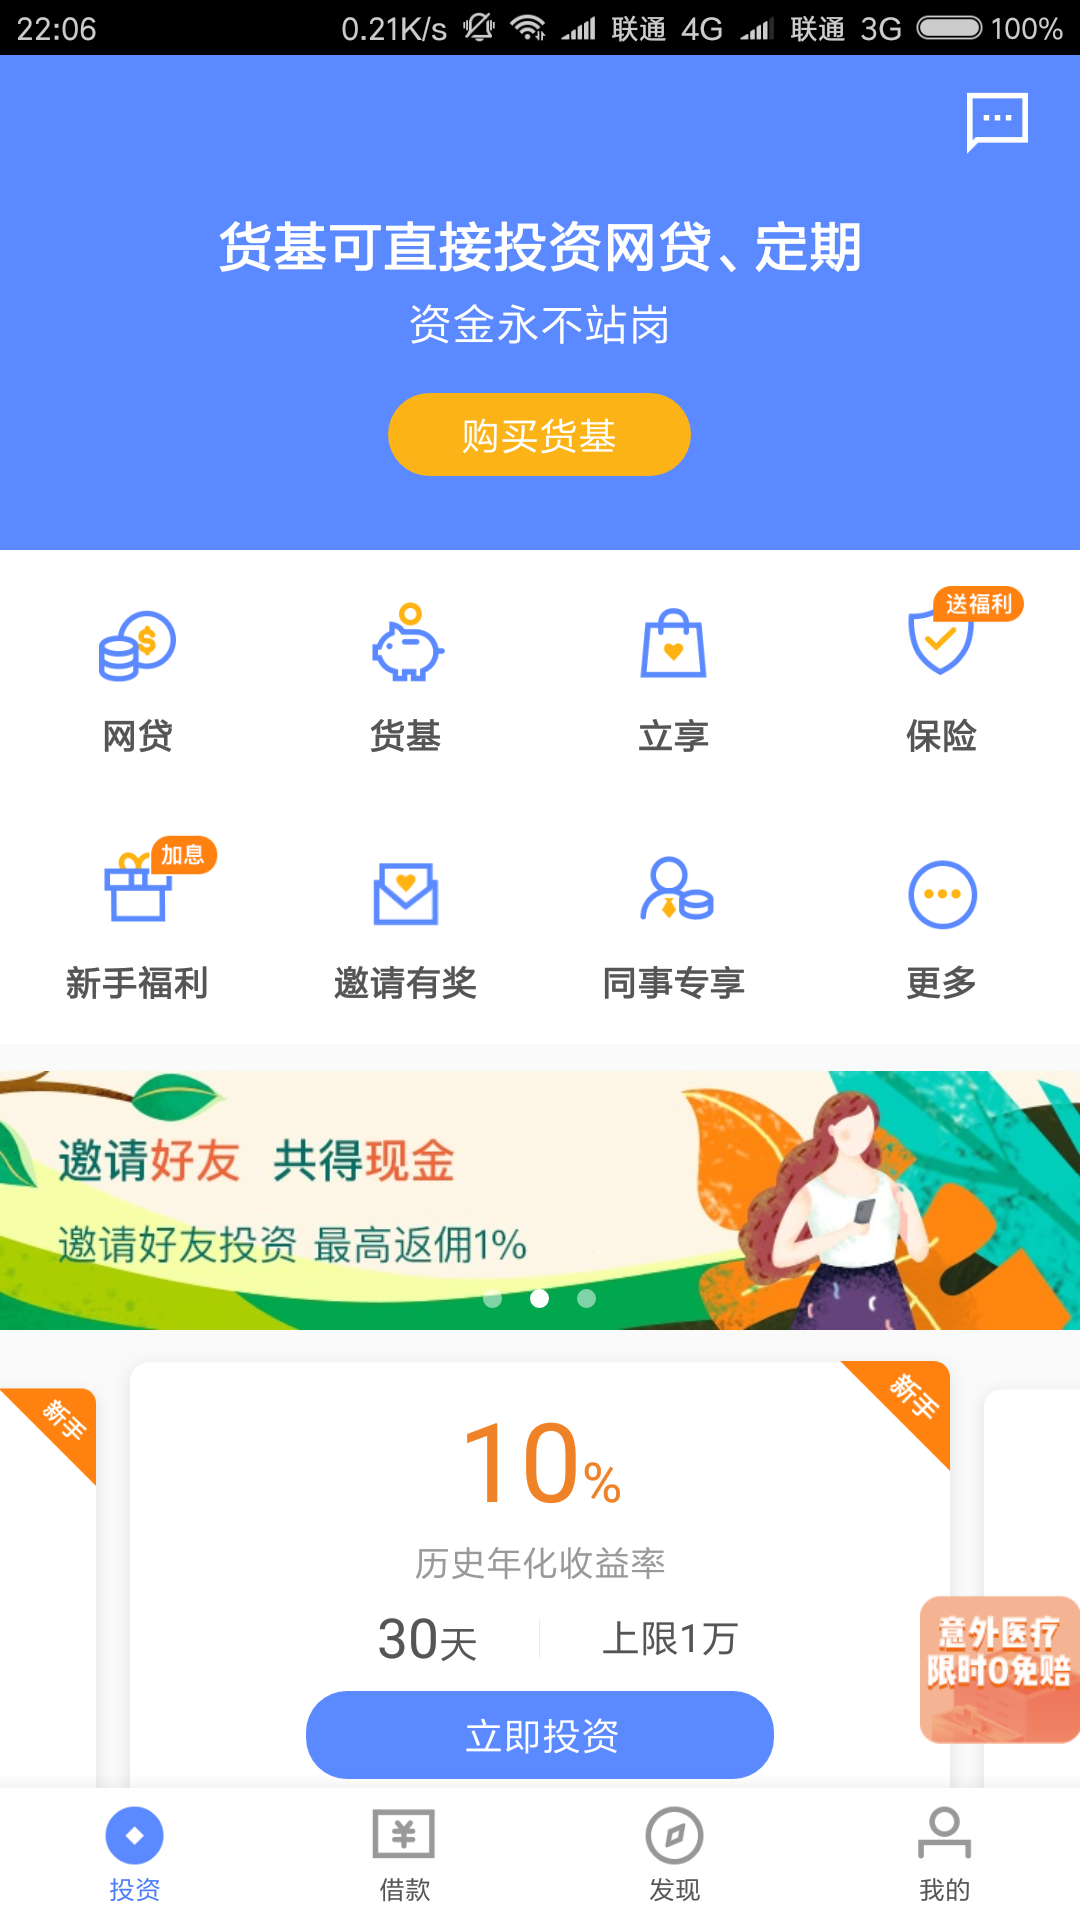 22:06 0.21K/s 联通 4G 联通 3G 100%
货基可直接投资网贷、定期
资金永不站岗
购买货基
送福利
网贷 货基 立享 保险
加息
新手福利 邀请有奖 同事专享 更多
邀请好友 共得现金
邀请好友投资 最高返佣1%
新手
新手
10%
历史年化收益率
30天 上限1万
意外医疗
限时0免赔
立即投资
投资 借款 发现 我的